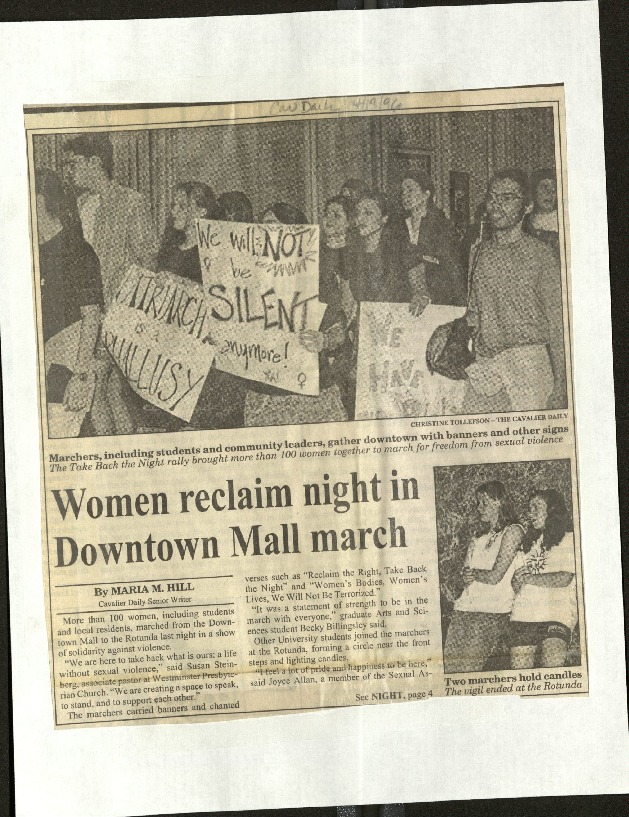 Cav Daily 4/19/96
We will NOT
be
SILENT
anymore!
PATRIARCHY
IS A
PHALLUSY
WE
HAVE
CHRISTINE TOLLEFSON—THE CAVALIER DAILY
Marchers, including students and community leaders, gather downtown with banners and other signs
The Take Back the Night rally brought more than 100 women together to march for freedom from sexual violence
Women reclaim night in
Downtown Mall march
By MARIA M. HILL
Cavalier Daily Senior Writer
More than 100 women, including students
and local residents, marched from the Down-
town Mall to the Rotunda last night in a show
of solidarity against violence.
"We are here to take back what is ours: a life
without sexual violence," said Susan Stein-
berg, associate pastor at Westminster Presbyte-
rian Church. "We are creating a space to speak,
to stand, and to support each other."
The marchers carried banners and chanted
verses such as "Reclaim the Right, Take Back
the Night" and "Women's Bodies, Women's
Lives, We Will Not Be Terrorized."
"It was a statement of strength to be in the
march with everyone," graduate Arts and Sci-
ences student Becky Billingsley said.
Other University students joined the marchers
at the Rotunda, forming a circle near the front
steps and lighting candles.
"I feel a lot of pride and happiness to be here,"
said Joyce Allan, a member of the Sexual As-
See NIGHT, page 4
Two marchers hold candles
The vigil ended at the Rotunda